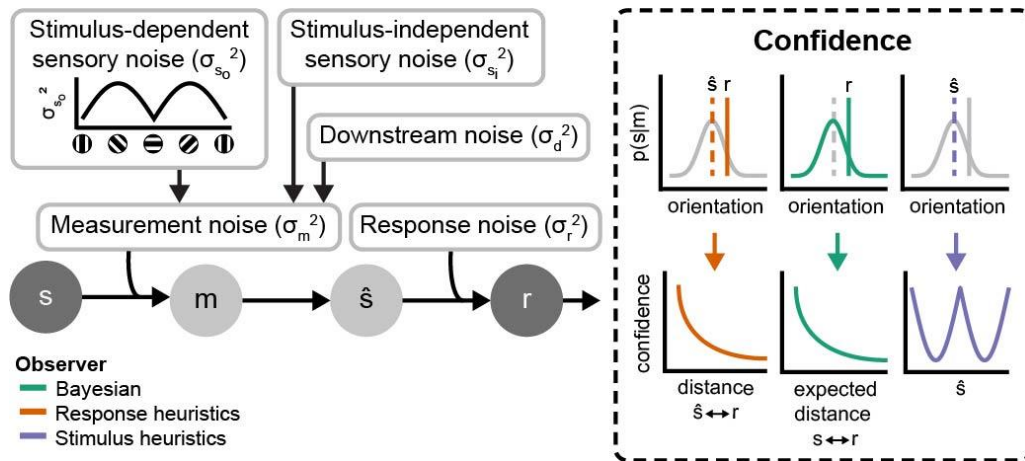 Stimulus-dependent
sensory noise (σₛₒ²)
σₛₒ²
Stimulus-independent
sensory noise (σₛᵢ²)
Downstream noise (σ_d²)
Measurement noise (σₘ²)
Response noise (σᵣ²)
s
m
ŝ
r
Observer
Bayesian
Response heuristics
Stimulus heuristics
Confidence
p(s|m)
ŝ r
r
ŝ
orientation
orientation
orientation
confidence
distance
ŝ↔r
expected
distance
s↔r
ŝ